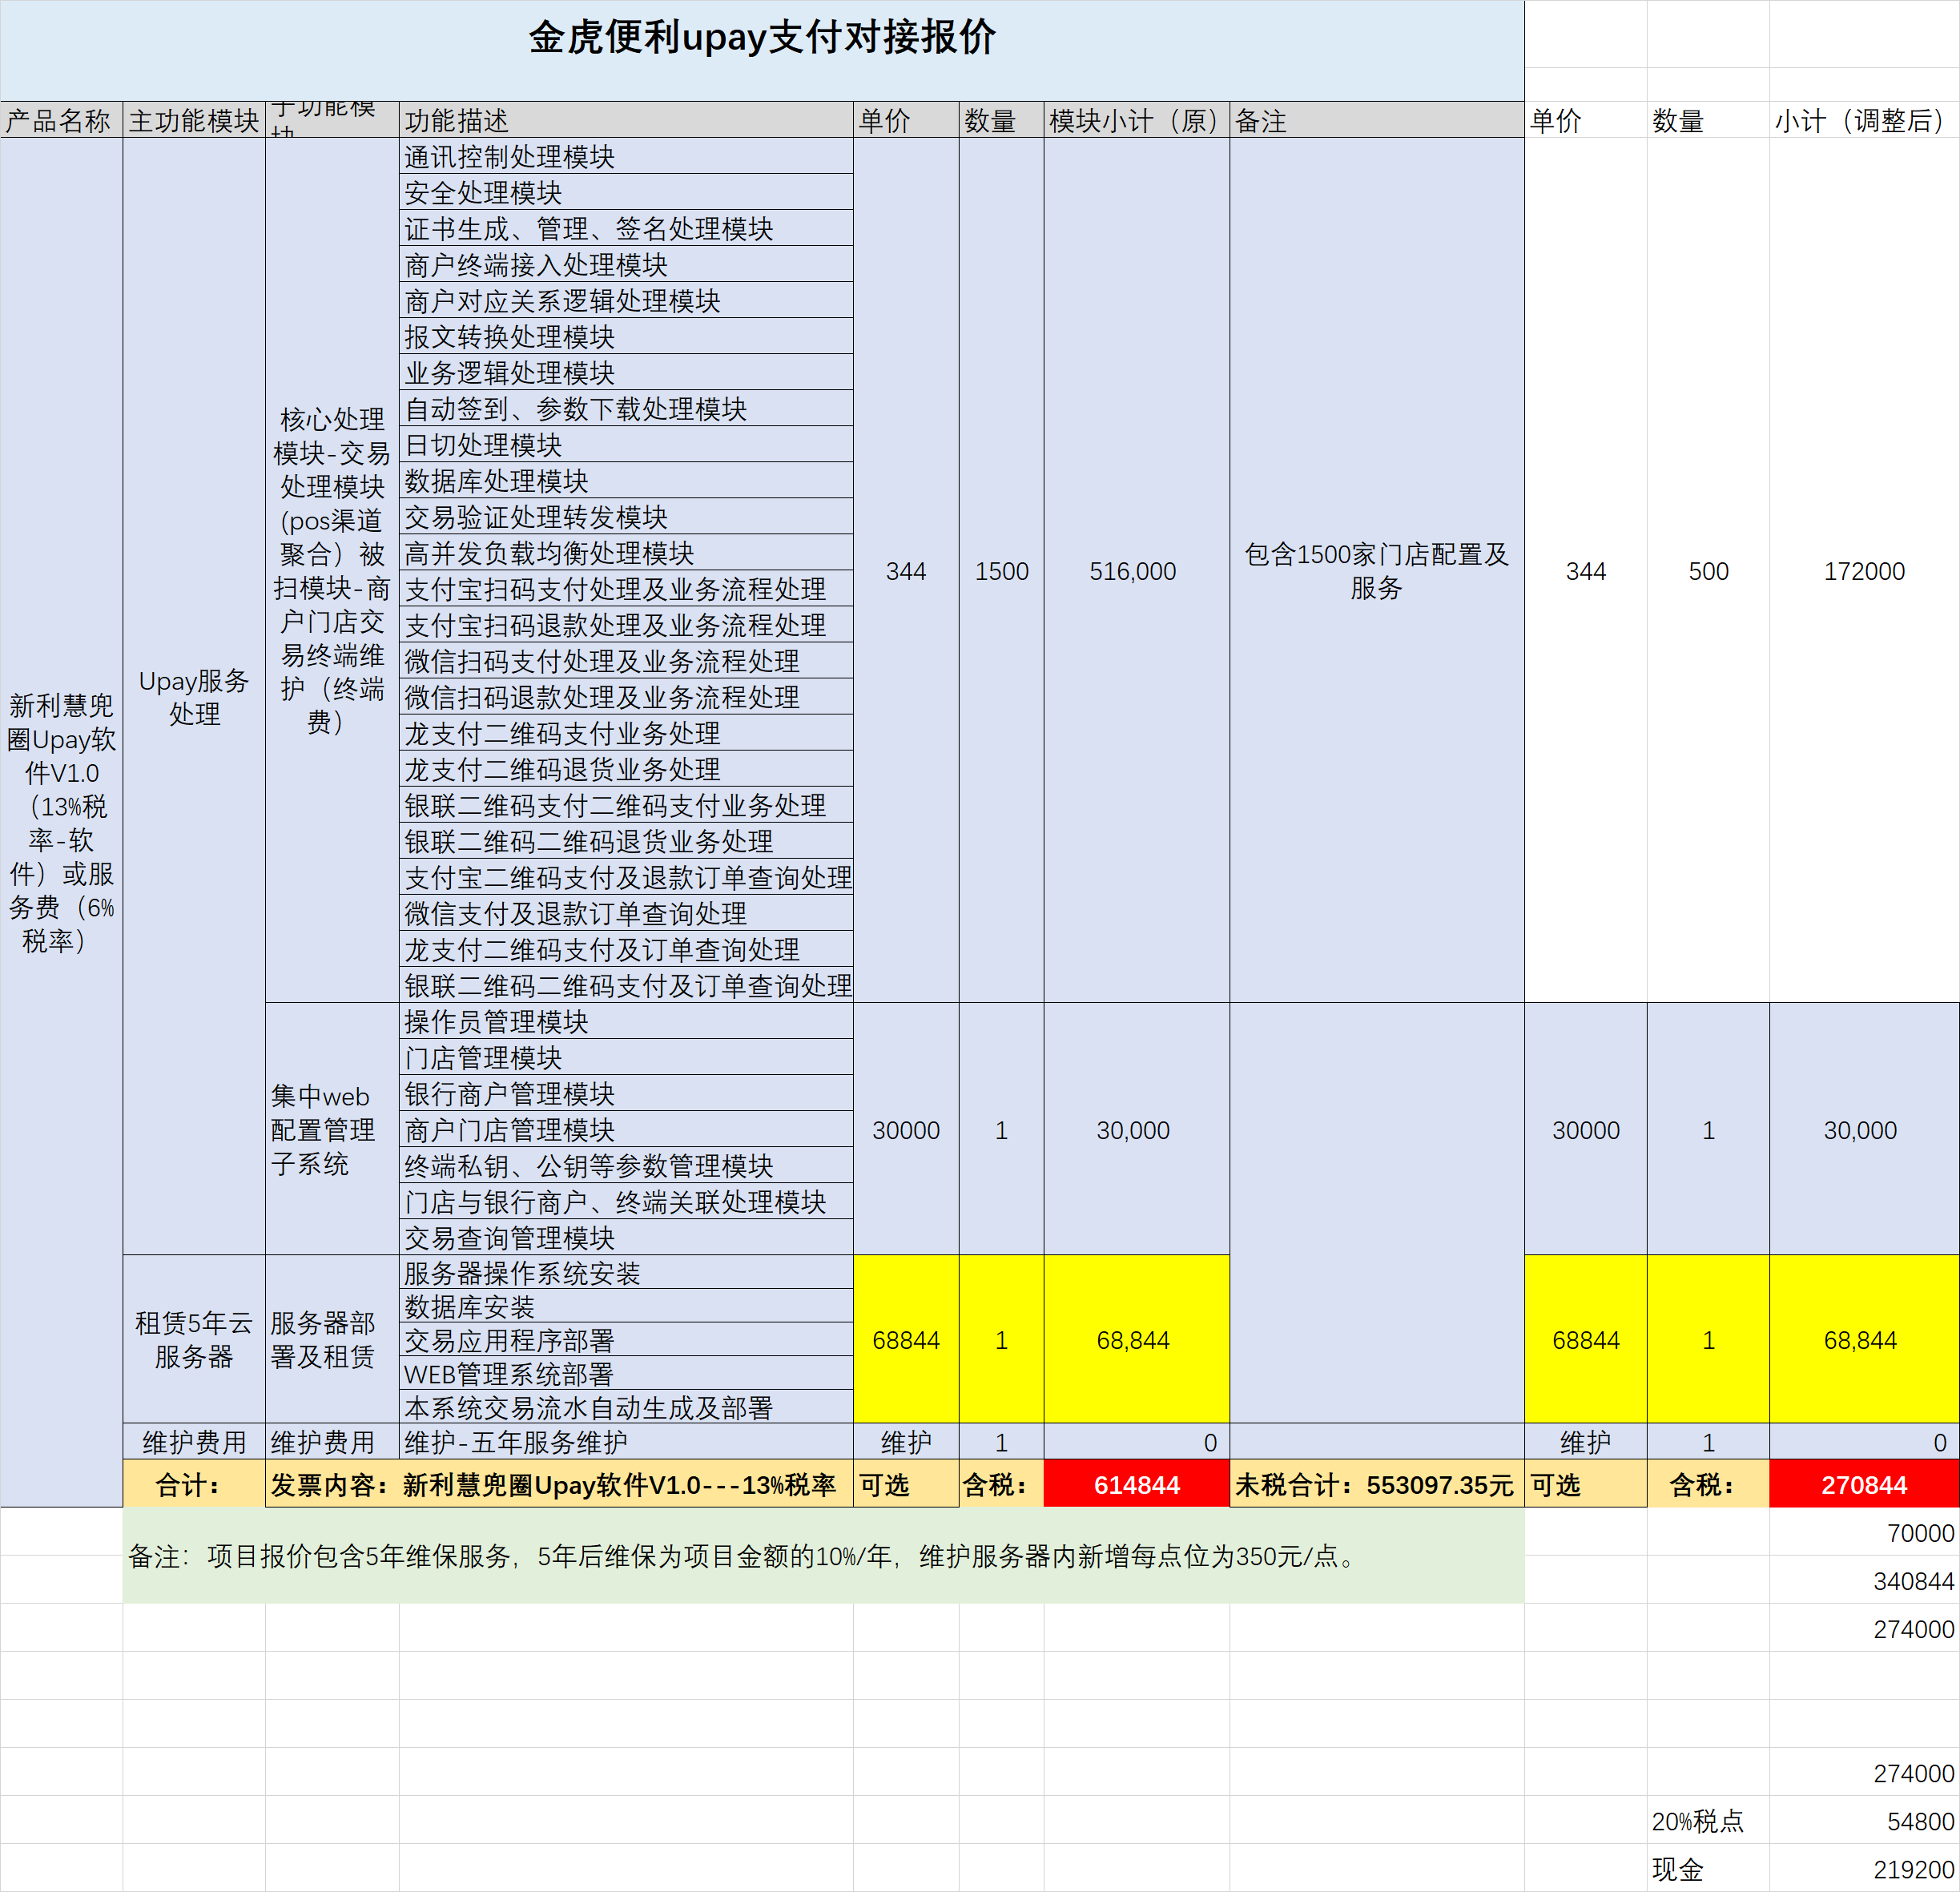 金虎便利upay支付对接报价
产品名称 主功能模块 子功能模块 功能描述 单价 数量 模块小计（原） 备注 单价 数量 小计（调整后）
新利慧兜
圈Upay软
件V1.0
（13%税
率-软
件）或服
务费（6%
税率）
Upay服务
处理
核心处理
模块-交易
处理模块
(pos渠道
聚合）被
扫模块-商
户门店交
易终端维
护（终端
费）
通讯控制处理模块
安全处理模块
证书生成、管理、签名处理模块
商户终端接入处理模块
商户对应关系逻辑处理模块
报文转换处理模块
业务逻辑处理模块
自动签到、参数下载处理模块
日切处理模块
数据库处理模块
交易验证处理转发模块
高并发负载均衡处理模块
支付宝扫码支付处理及业务流程处理
支付宝扫码退款处理及业务流程处理
微信扫码支付处理及业务流程处理
微信扫码退款处理及业务流程处理
龙支付二维码支付业务处理
龙支付二维码退货业务处理
银联二维码支付二维码支付业务处理
银联二维码二维码退货业务处理
支付宝二维码支付及退款订单查询处理
微信支付及退款订单查询处理
龙支付二维码支付及订单查询处理
银联二维码二维码支付及订单查询处理
344 1500 516,000
包含1500家门店配置及
服务
344 500 172000
集中web
配置管理
子系统
操作员管理模块
门店管理模块
银行商户管理模块
商户门店管理模块
终端私钥、公钥等参数管理模块
门店与银行商户、终端关联处理模块
交易查询管理模块
30000 1 30,000 30000 1 30,000
租赁5年云
服务器
服务器部
署及租赁
服务器操作系统安装
数据库安装
交易应用程序部署
WEB管理系统部署
本系统交易流水自动生成及部署
68844 1 68,844 68844 1 68,844
维护费用 维护费用 维护-五年服务维护 维护 1 0 维护 1 0
合计： 发票内容：新利慧兜圈Upay软件V1.0---13%税率 可选 含税： 614844 未税合计：553097.35元 可选 含税： 270844
备注：项目报价包含5年维保服务，5年后维保为项目金额的10%/年，维护服务器内新增每点位为350元/点。
70000
340844
274000
274000
20%税点 54800
现金 219200